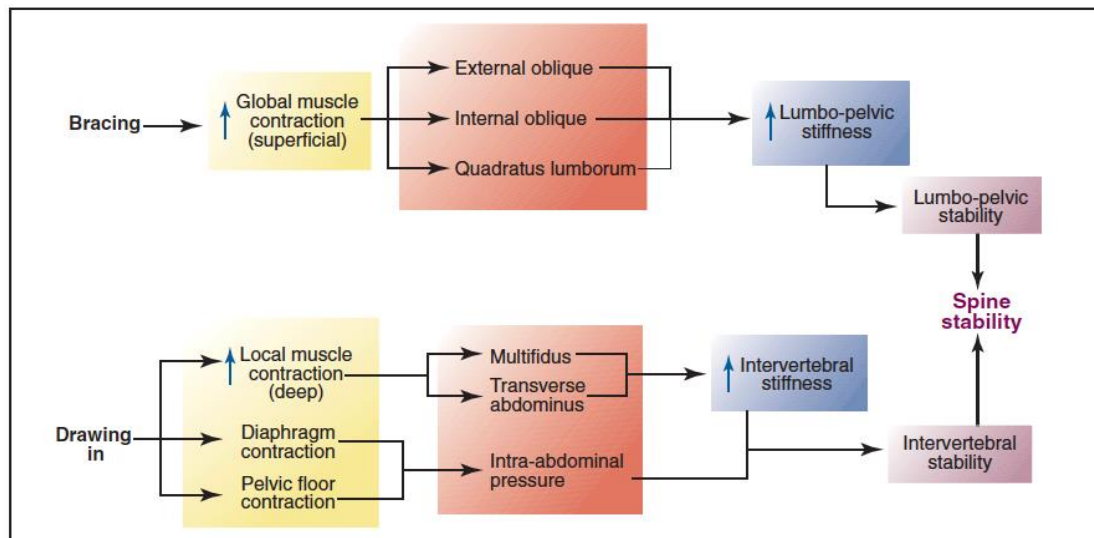 Bracing
Global muscle
contraction
(superficial)
External oblique
Internal oblique
Quadratus lumborum
Lumbo-pelvic
stiffness
Lumbo-pelvic
stability
Spine
stability
Drawing
in
Local muscle
contraction
(deep)
Diaphragm
contraction
Pelvic floor
contraction
Multifidus
Transverse
abdominus
Intra-abdominal
pressure
Intervertebral
stiffness
Intervertebral
stability